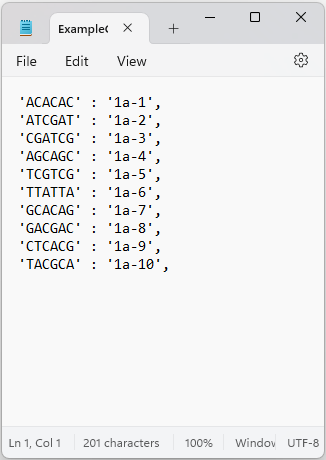 ExampleC
File Edit View
'ACACAC' : '1a-1',
'ATCGAT' : '1a-2',
'CGATCG' : '1a-3',
'AGCAGC' : '1a-4',
'TCGTCG' : '1a-5',
'TTATTA' : '1a-6',
'GCACAG' : '1a-7',
'GACGAC' : '1a-8',
'CTCACG' : '1a-9',
'TACGCA' : '1a-10',
Ln 1, Col 1 201 characters 100% Window UTF-8